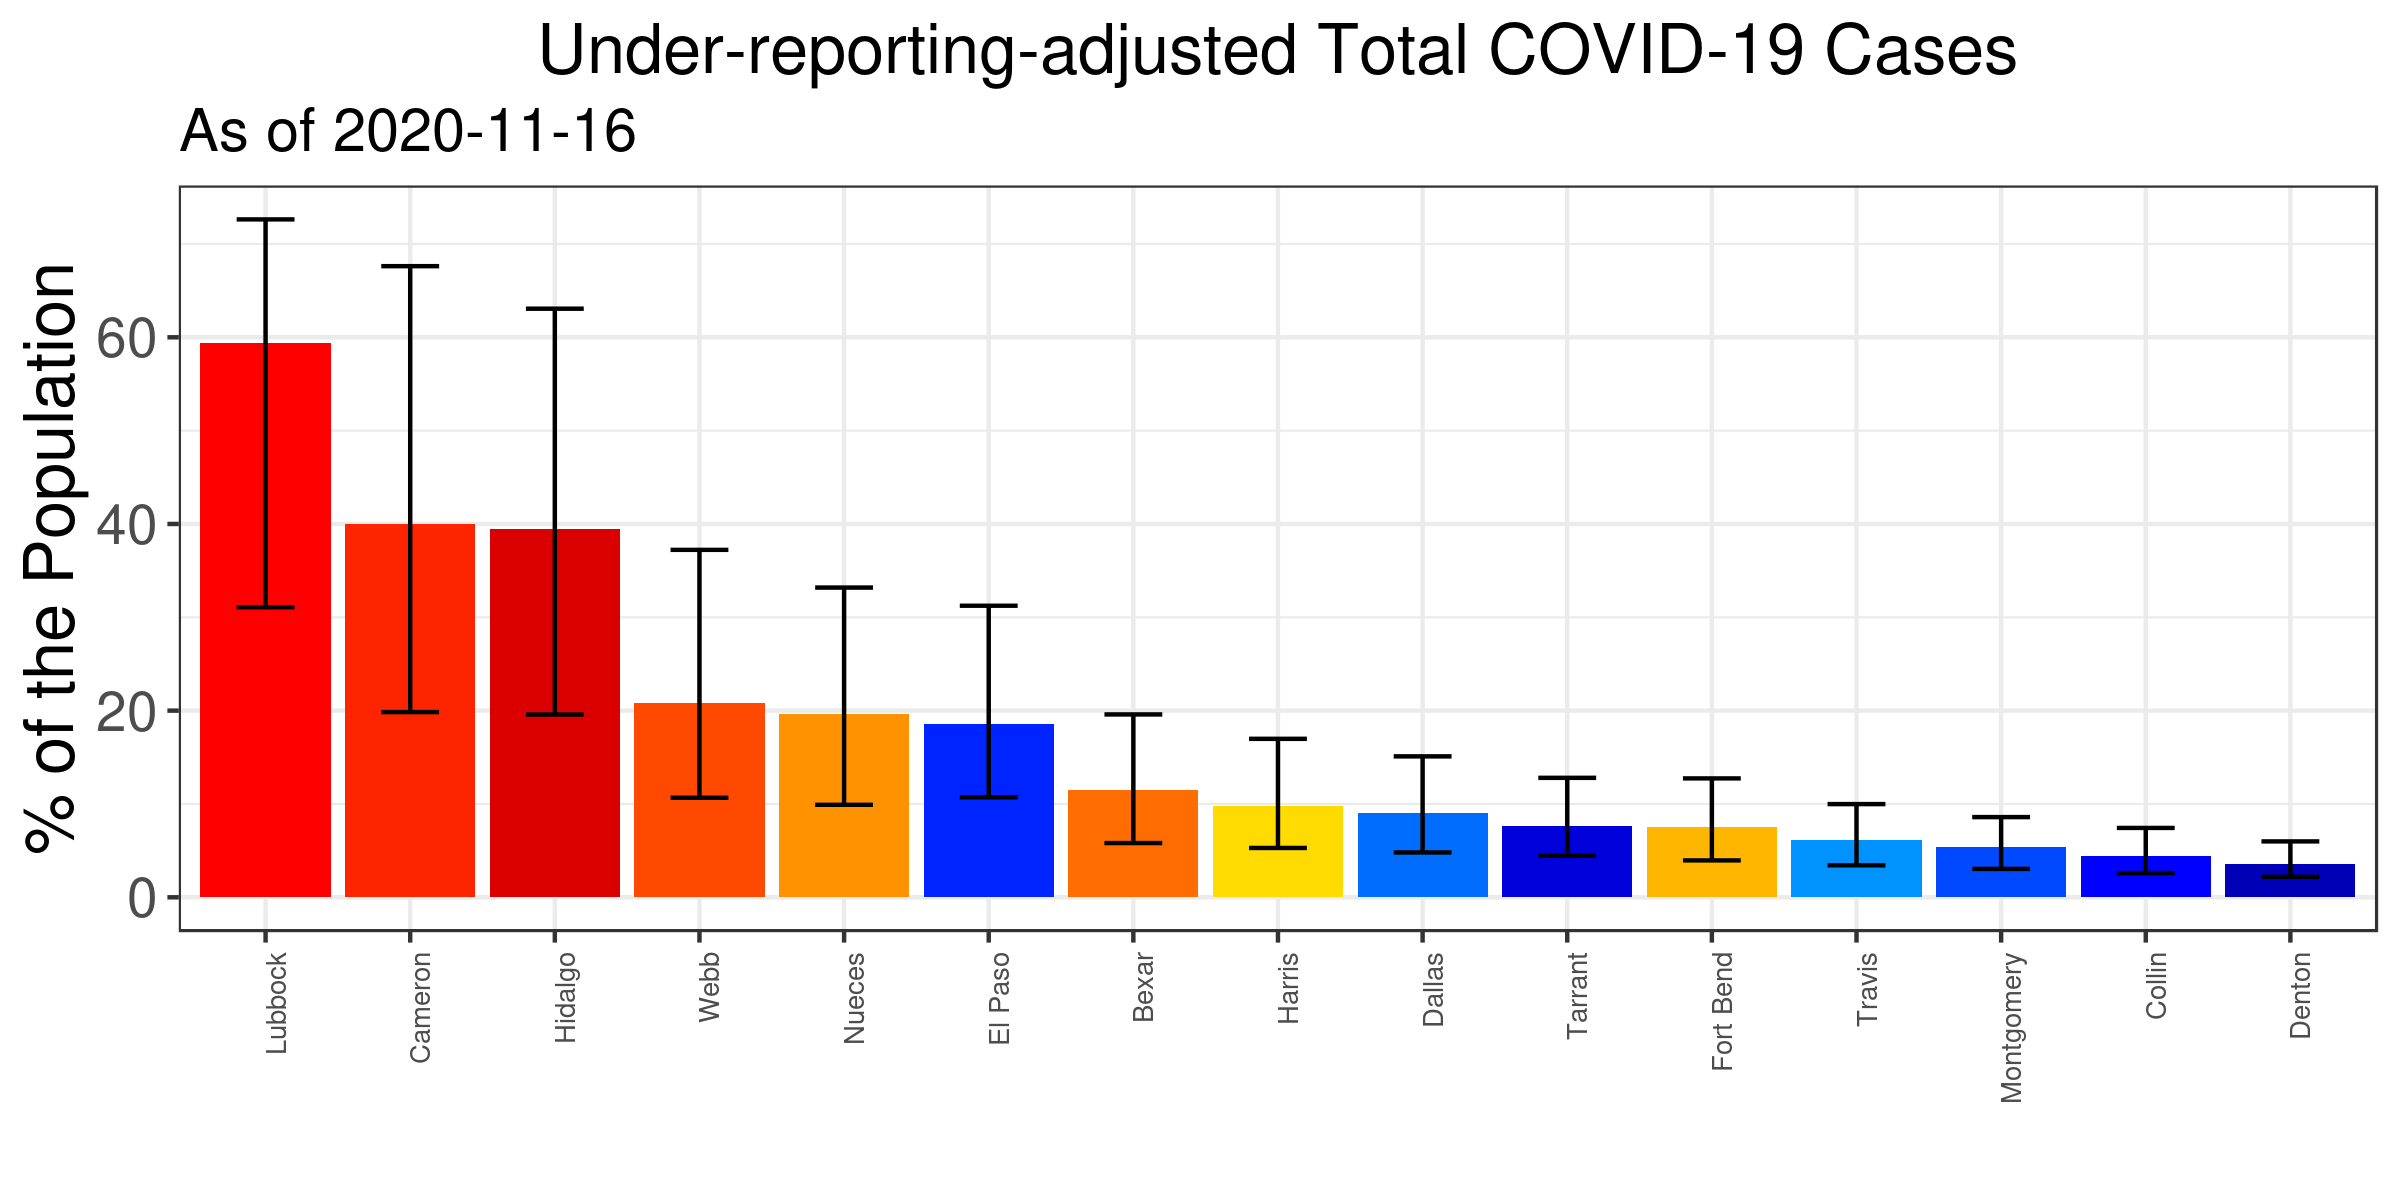 Under-reporting-adjusted Total COVID-19 Cases
As of 2020-11-16
% of the Population
60
40
20
0
Lubbock
Cameron
Hidalgo
Webb
Nueces
El Paso
Bexar
Harris
Dallas
Tarrant
Fort Bend
Travis
Montgomery
Collin
Denton